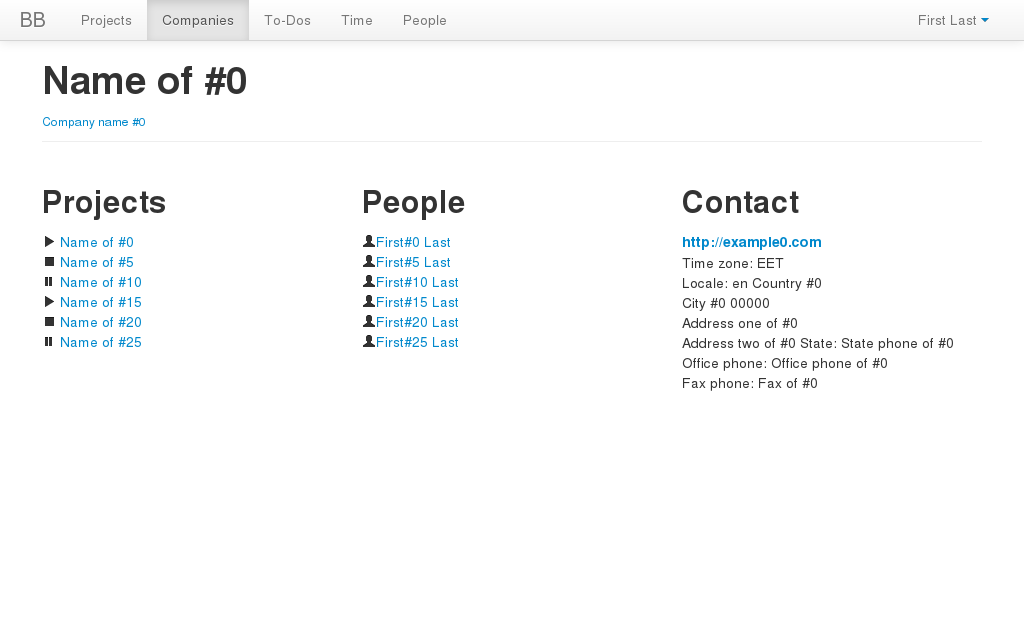 BB Projects Companies To-Dos Time People First Last
Name of #0
Company name #0
Projects
Name of #0
Name of #5
Name of #10
Name of #15
Name of #20
Name of #25
People
First#0 Last
First#5 Last
First#10 Last
First#15 Last
First#20 Last
First#25 Last
Contact
http://example0.com
Time zone: EET
Locale: en Country #0
City #0 00000
Address one of #0
Address two of #0 State: State phone of #0
Office phone: Office phone of #0
Fax phone: Fax of #0